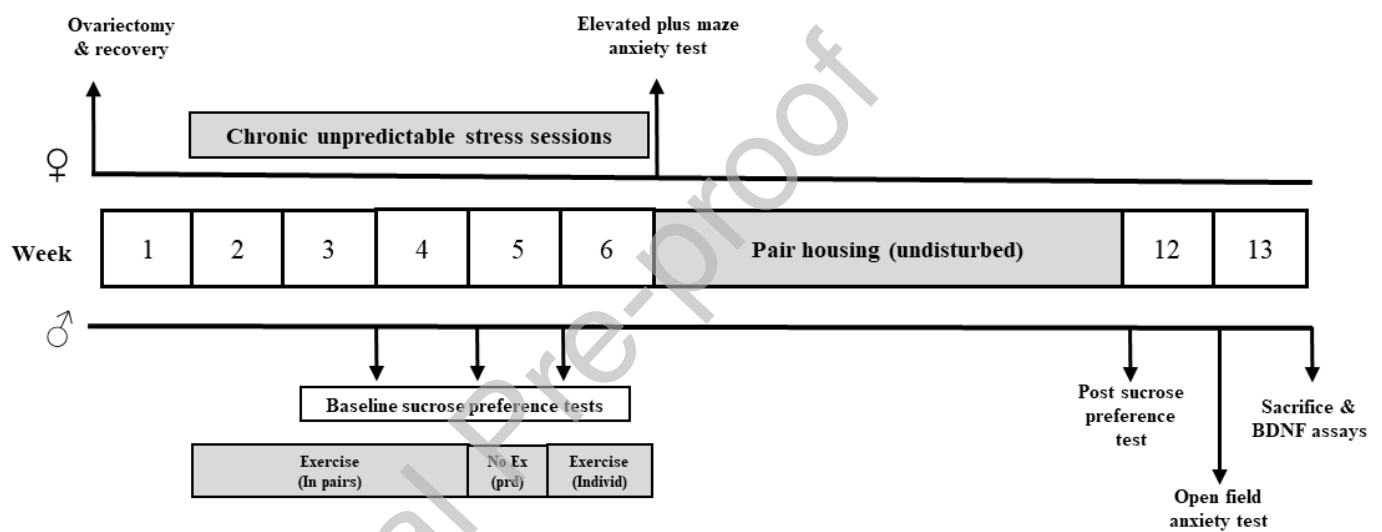 Ovariectomy
& recovery
Elevated plus maze
anxiety test
Chronic unpredictable stress sessions
♀
Week
1
2
3
4
5
6
Pair housing (undisturbed)
12
13
♂
Baseline sucrose preference tests
Exercise
(In pairs)
No Ex
(prd)
Exercise
(Individ)
Post sucrose
preference
test
Sacrifice &
BDNF assays
Open field
anxiety test
al Pre-proof